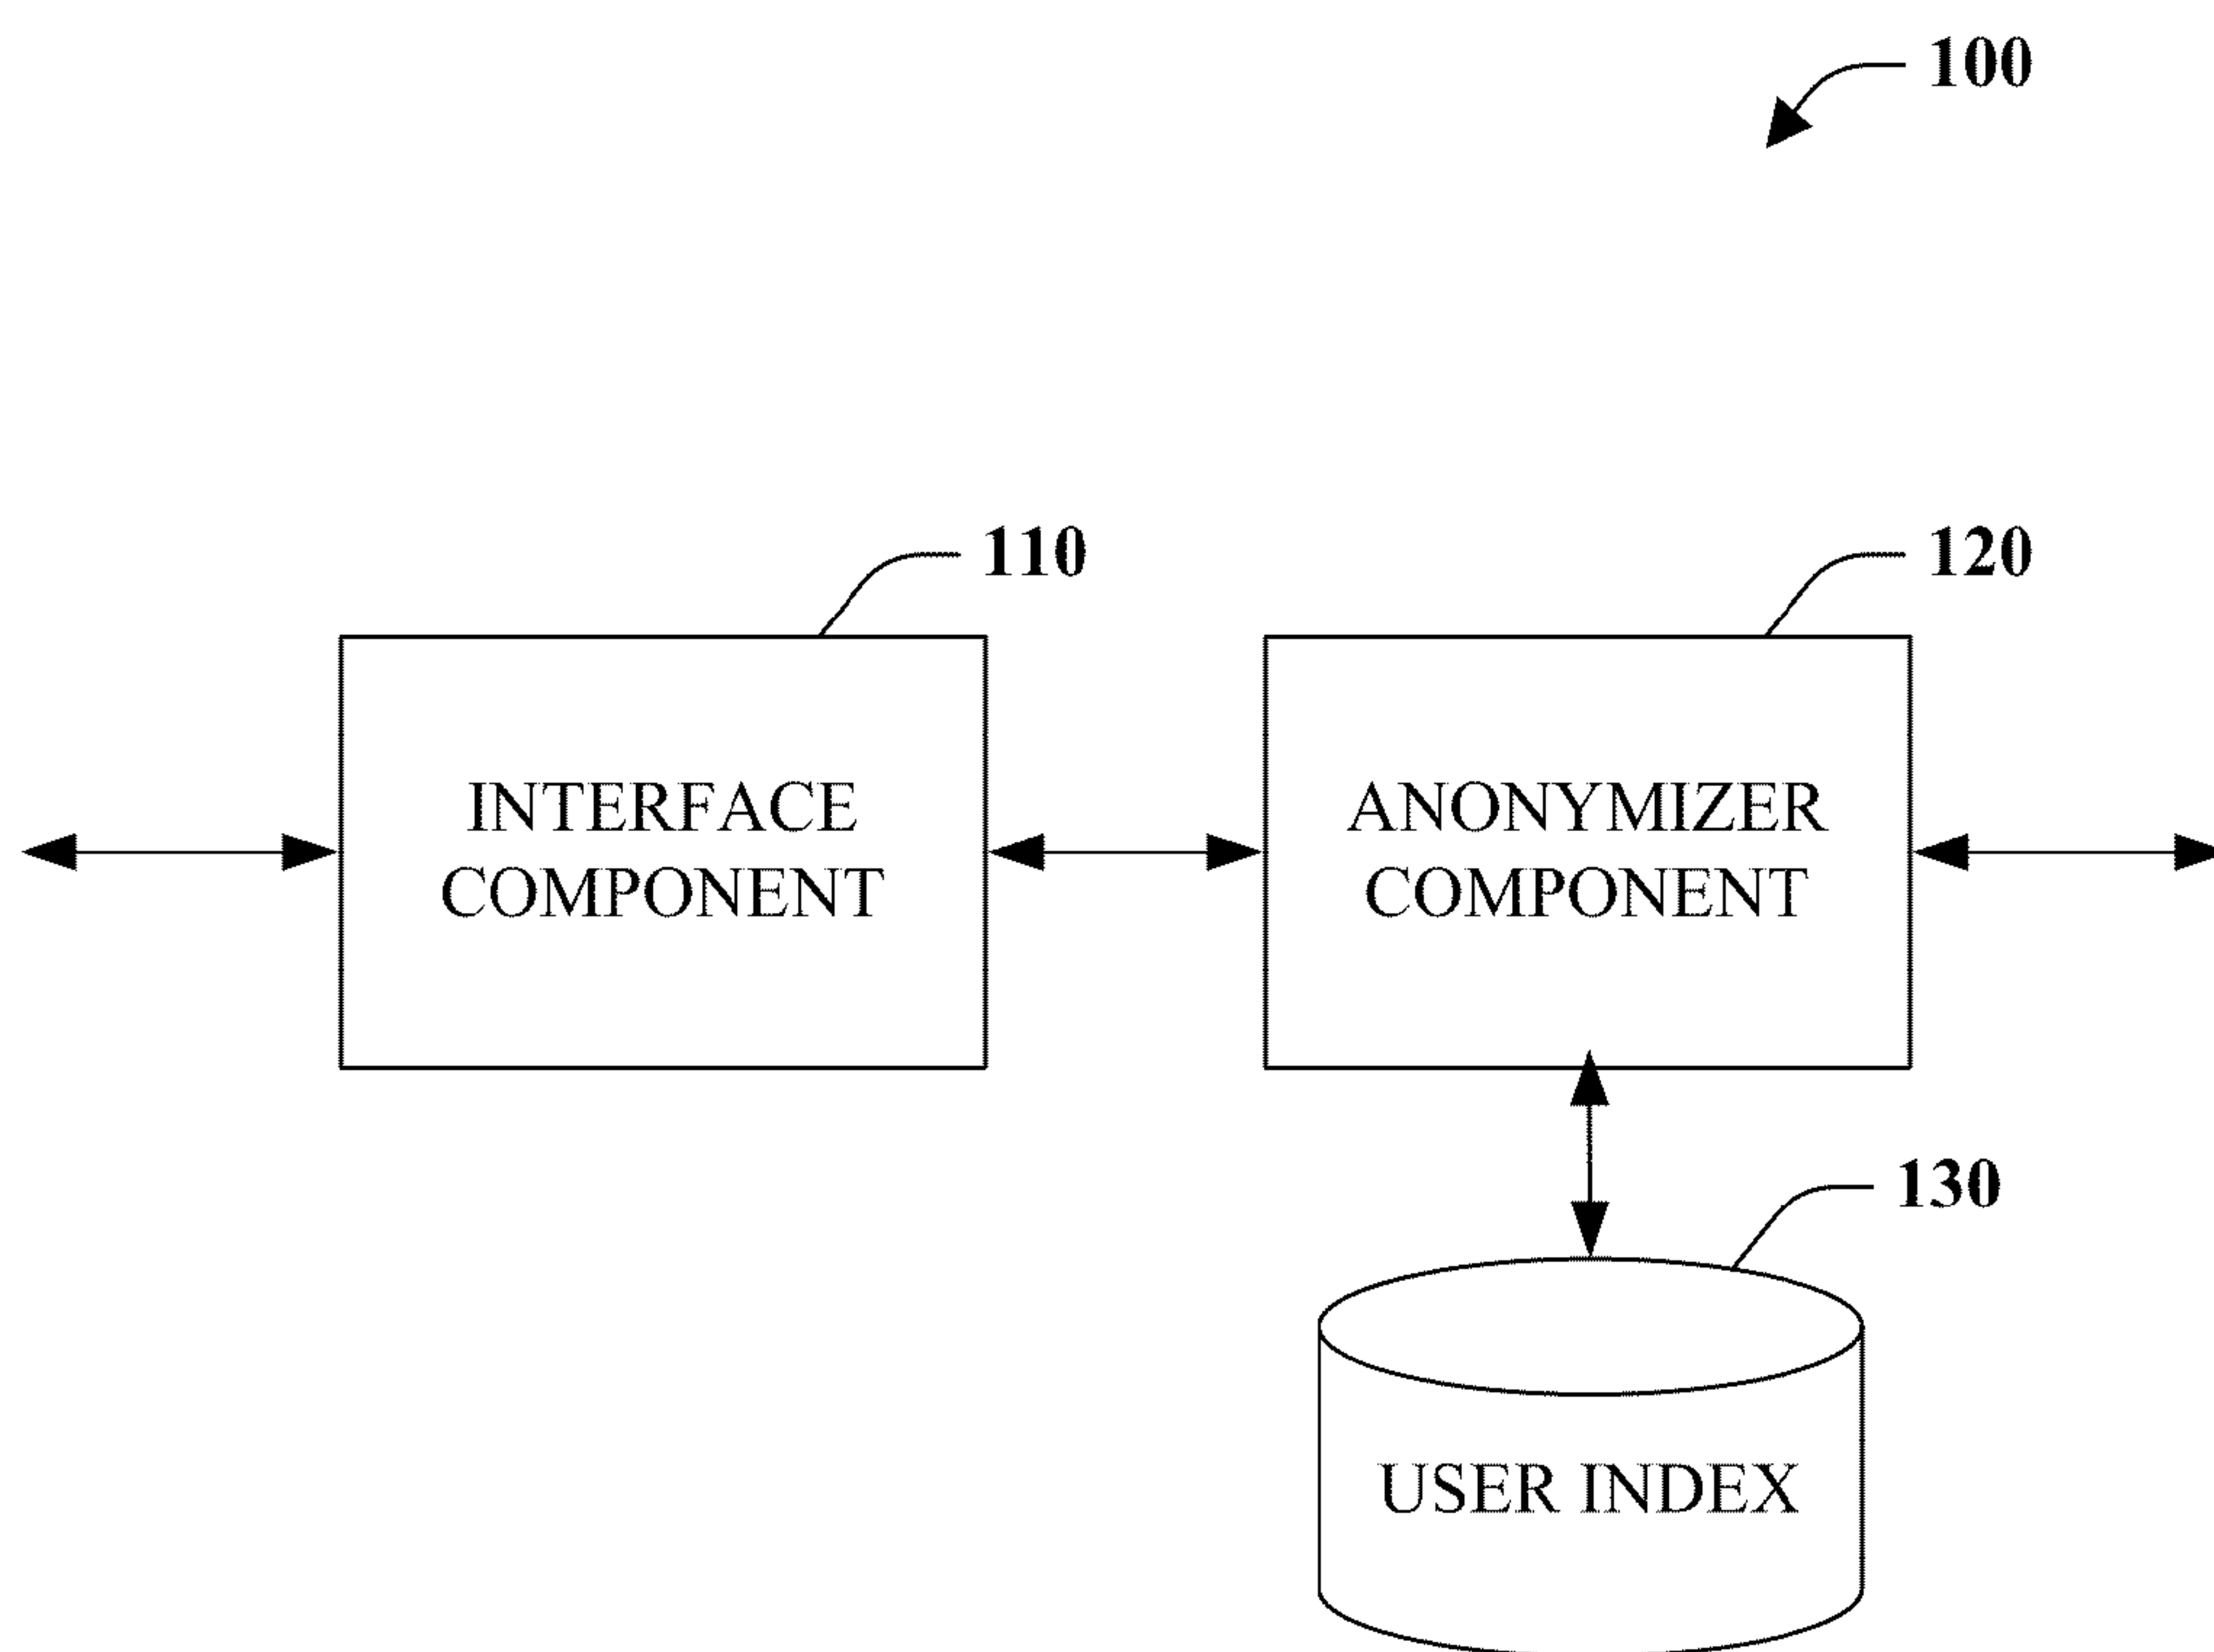 100
110
120
INTERFACE
COMPONENT
ANONYMIZER
COMPONENT
130
USER INDEX